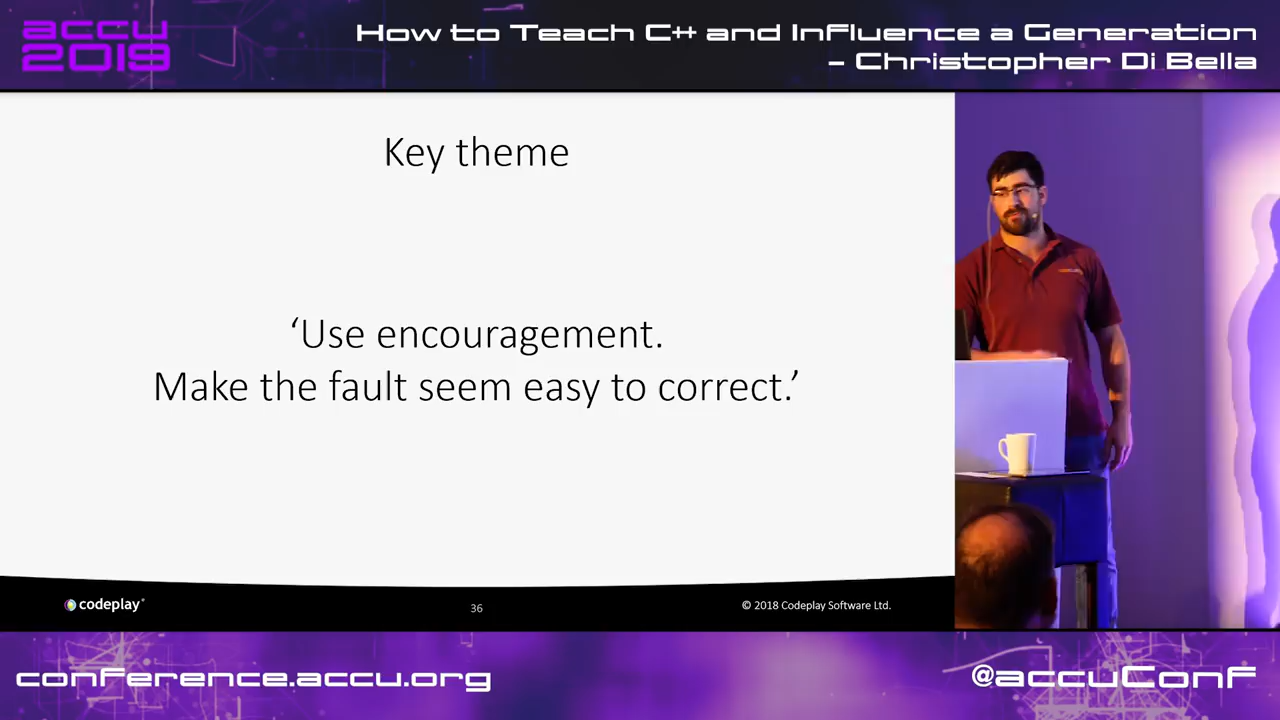 accu
2019
How to Teach C++ and Influence a Generation
– Christopher Di Bella
Key theme
‘Use encouragement.
Make the fault seem easy to correct.’
codeplay®
36
© 2018 Codeplay Software Ltd.
conference.accu.org
@accuConf